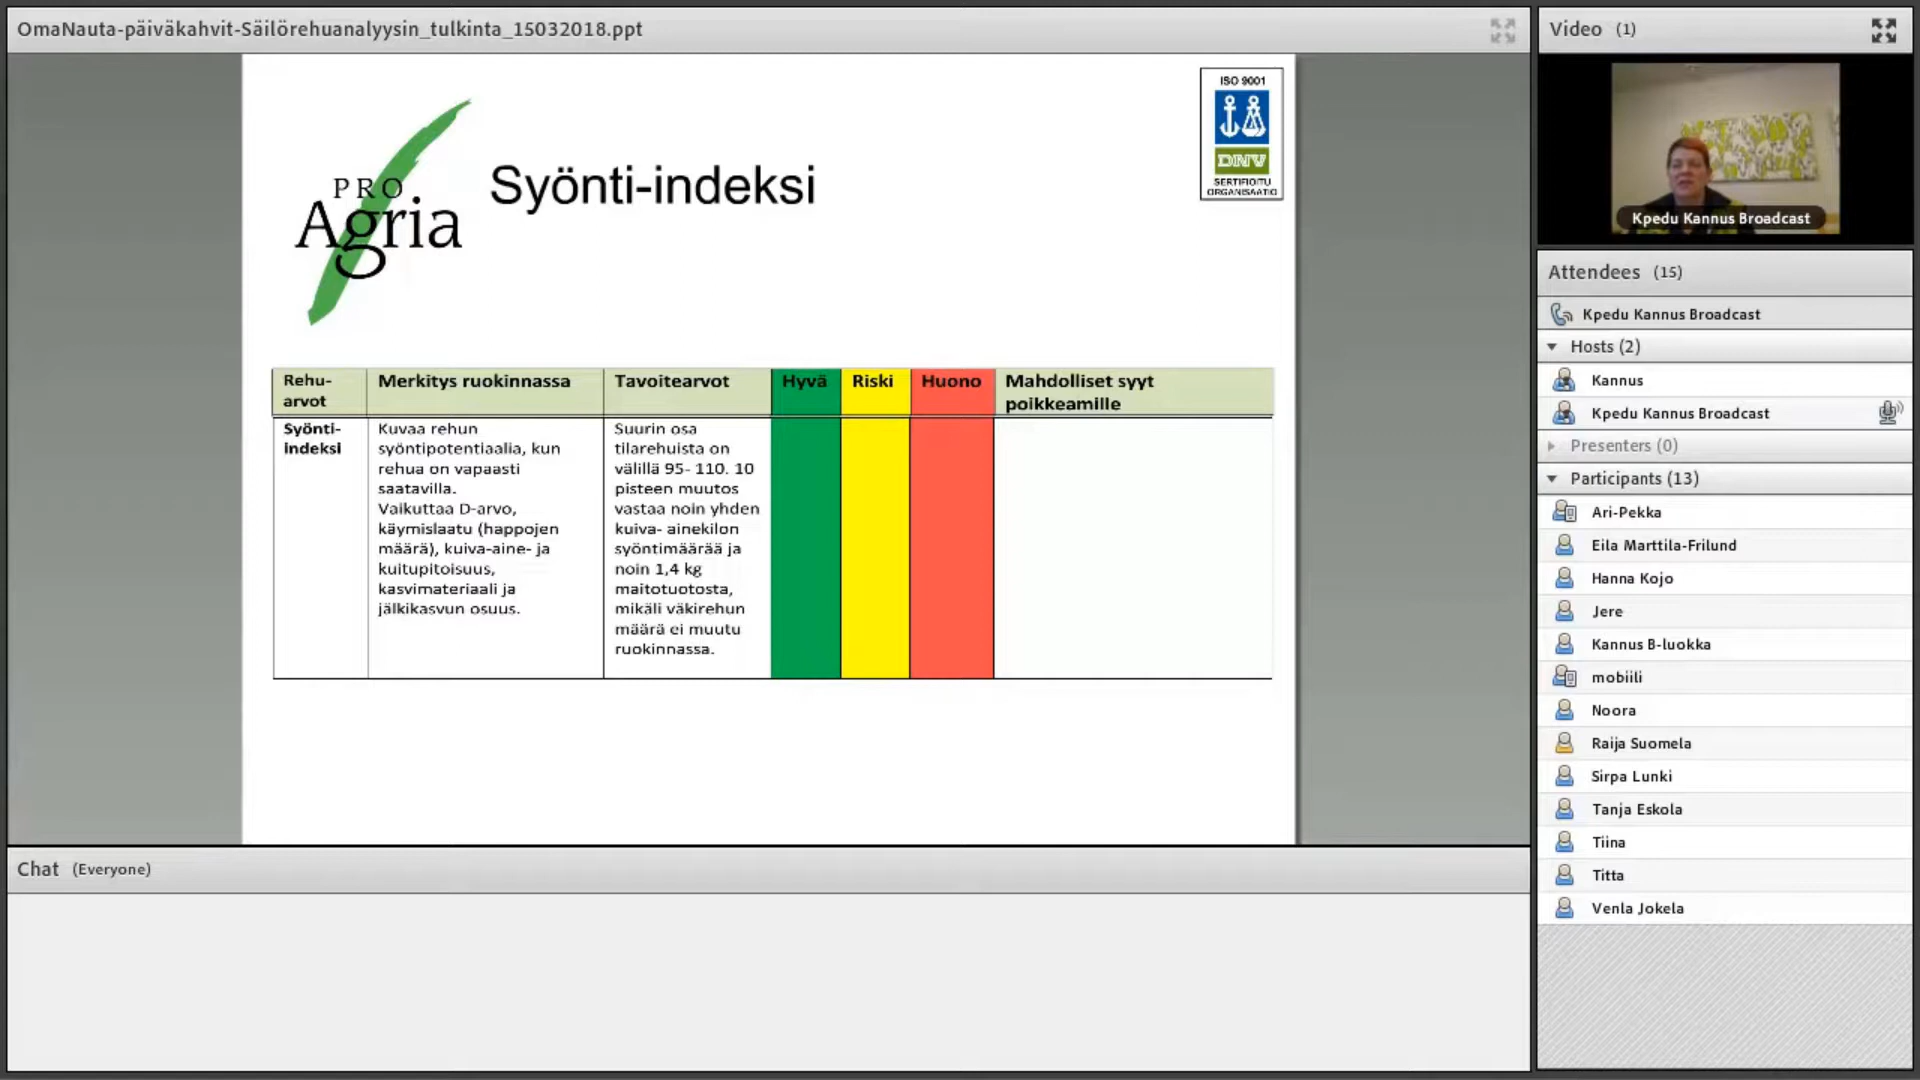 OmaNauta-päiväkahvit-Säilörehuanalyysin_tulkinta_15032018.ppt
PRO
Agria
Syönti-indeksi
ISO 9001
DNV
SERTIFIOITU
ORGANISAATIO
Rehu-
arvot
Merkitys ruokinnassa
Tavoitearvot
Hyvä
Riski
Huono
Mahdolliset syyt
poikkeamille
Syönti-
indeksi
Kuvaa rehun
syöntipotentiaalia, kun
rehua on vapaasti
saatavilla.
Vaikuttaa D-arvo,
käymislaatu (happojen
määrä), kuiva-aine- ja
kuitupitoisuus,
kasvimateriaali ja
jälkikasvun osuus.
Suurin osa
tilarehuista on
välillä 95- 110. 10
pisteen muutos
vastaa noin yhden
kuiva- ainekilon
syöntimäärää ja
noin 1,4 kg
maitotuotosta,
mikäli väkirehun
määrä ei muutu
ruokinnassa.
Chat (Everyone)
Video (1)
Kpedu Kannus Broadcast
Attendees (15)
Kpedu Kannus Broadcast
Hosts (2)
Kannus
Kpedu Kannus Broadcast
Presenters (0)
Participants (13)
Ari-Pekka
Eila Marttila-Frilund
Hanna Kojo
Jere
Kannus B-luokka
mobiili
Noora
Raija Suomela
Sirpa Lunki
Tanja Eskola
Tiina
Titta
Venla Jokela